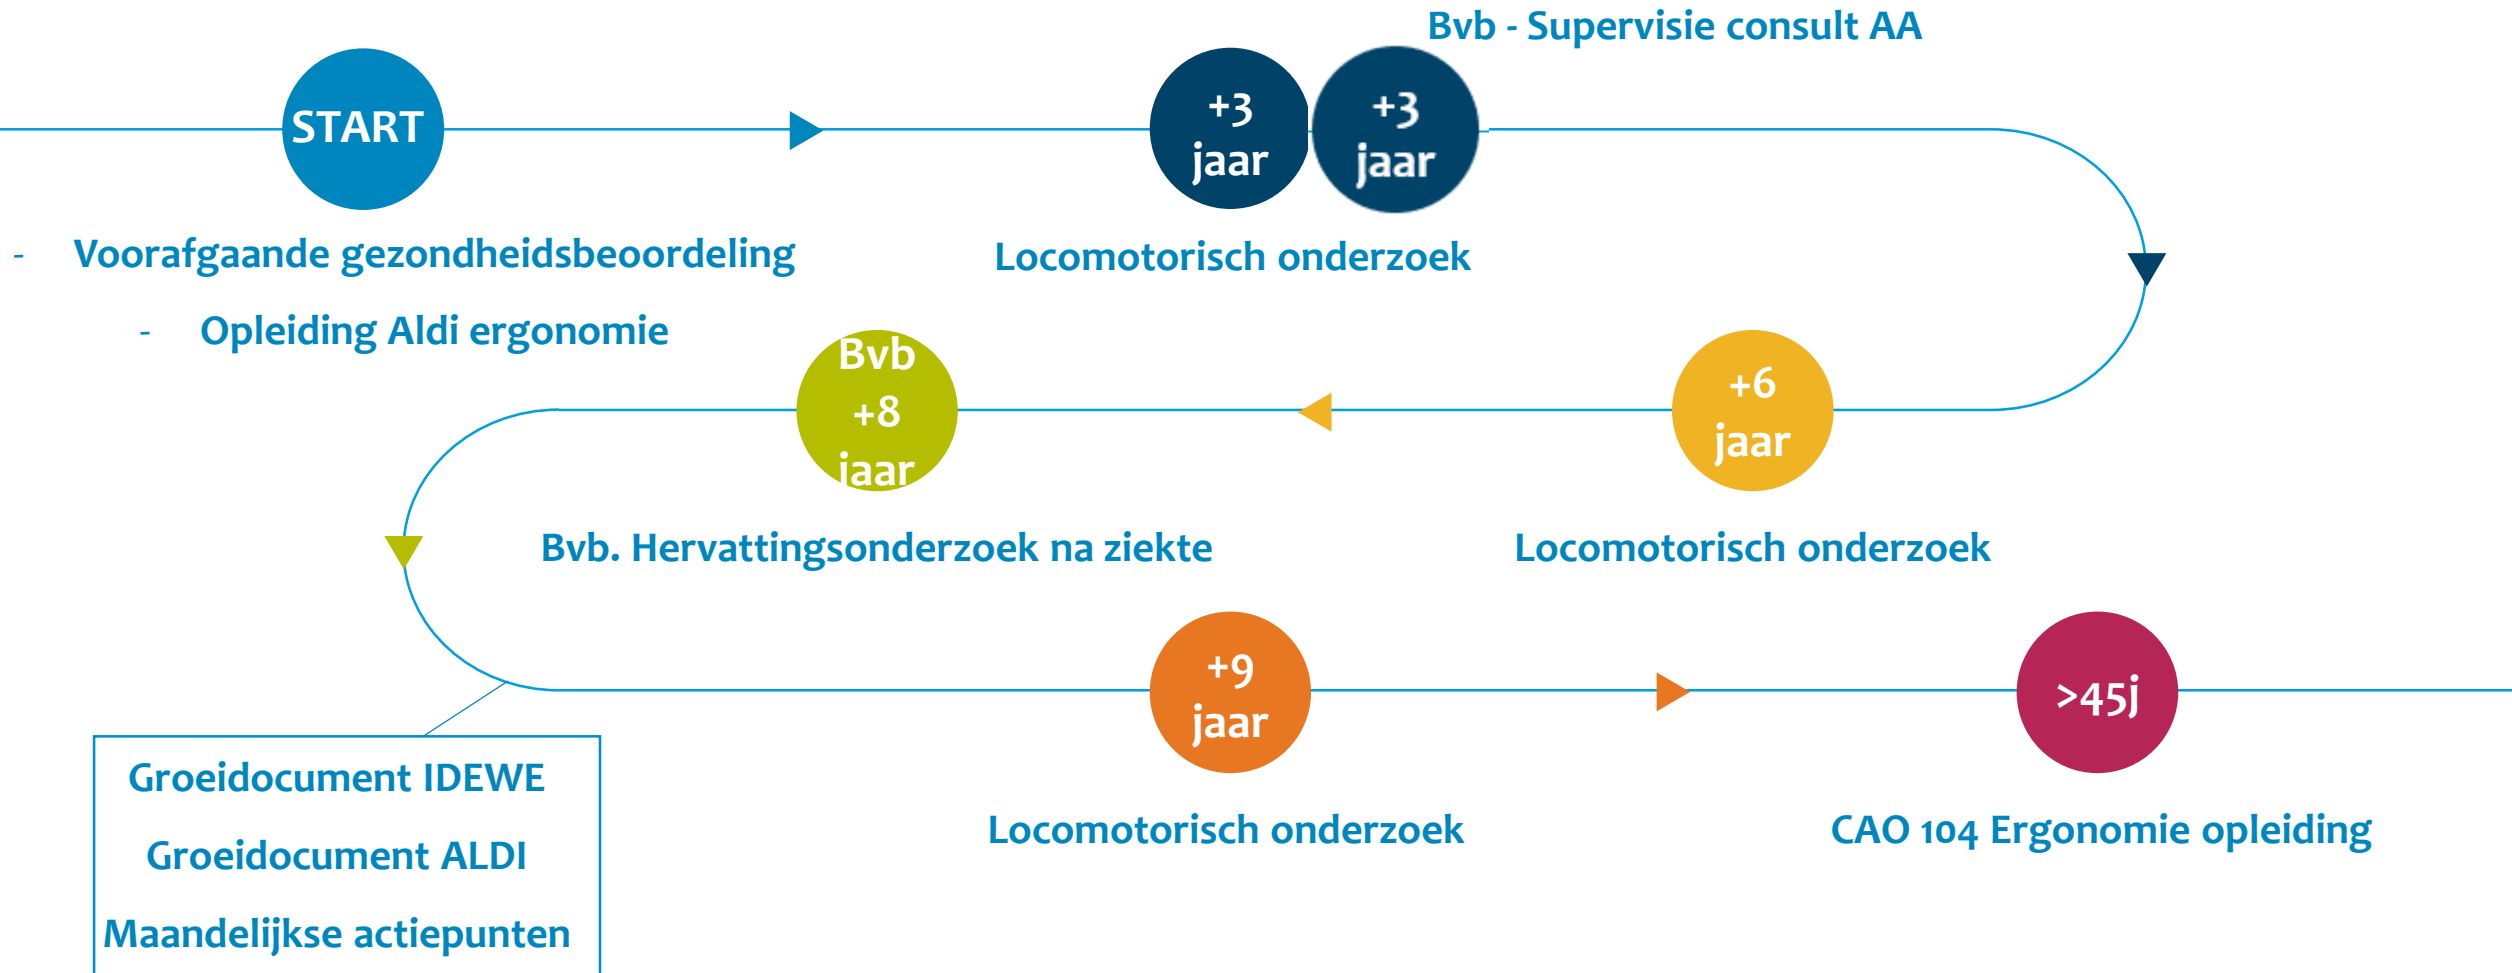 Bvb - Supervisie consult AA
START
+3
jaar
+3
jaar
- Voorafgaande gezondheidsbeoordeling
- Opleiding Aldi ergonomie
Locomotorisch onderzoek
+6
jaar
Bvb
+8
jaar
Locomotorisch onderzoek
Bvb. Hervattingsonderzoek na ziekte
+9
jaar
>45j
Groeidocument IDEWE
Groeidocument ALDI
Maandelijkse actiepunten
Locomotorisch onderzoek
CAO 104 Ergonomie opleiding